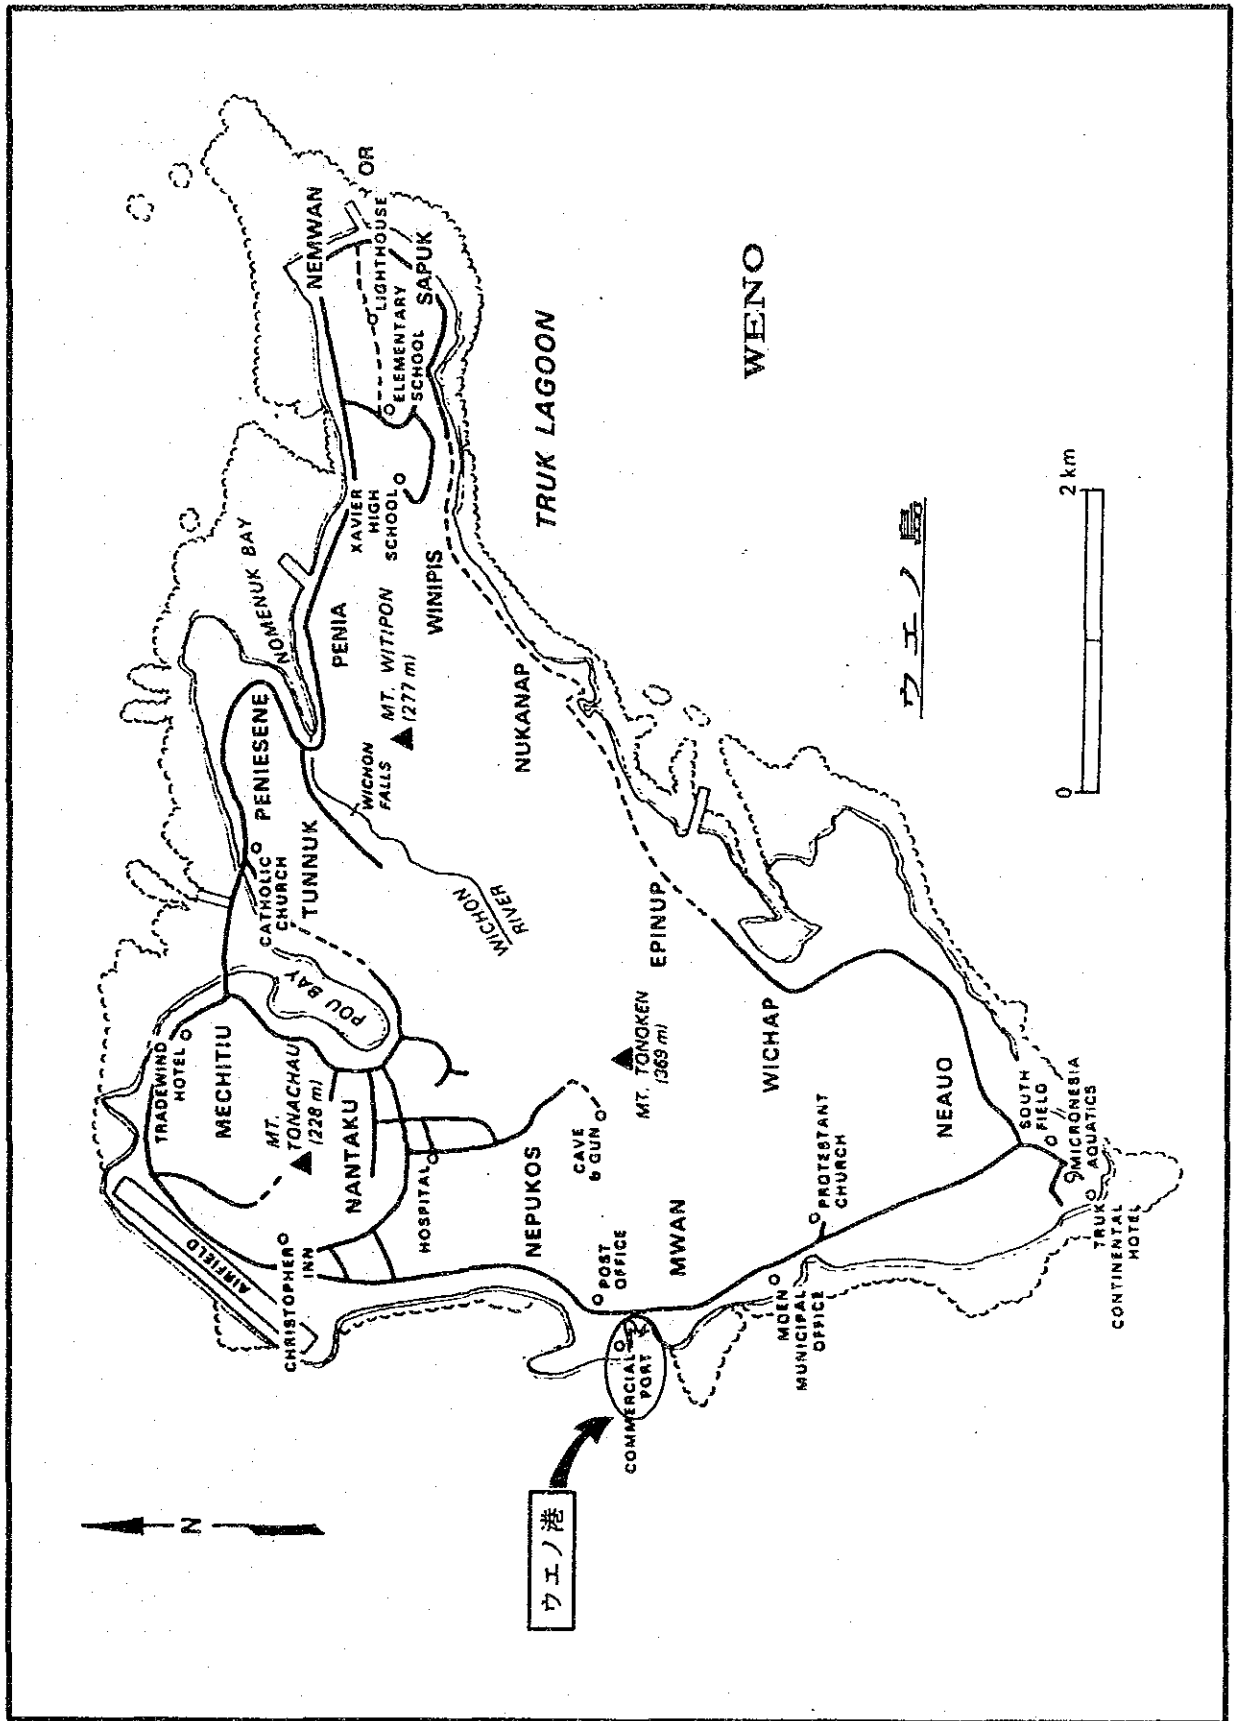 N
AIRFIELD
CHRISTOPHER
INN
TRADEWIND
HOTEL
MECHITIU
MT.
TONACHAU
(228 m)
NANTAKU
POU BAY
CATHOLIC
CHURCH
TUNNUK
PENIESENE
NOMENUK BAY
PENIA
WICHON
FALLS
MT. WITIPON
(277 m)
WICHON
RIVER
XAVIER
HIGH
SCHOOL
WINIPIS
NEMWAN
OR
LIGHTHOUSE
ELEMENTARY
SCHOOL
SAPUK
HOSPITAL
NEPUKOS
CAVE
& GUN
POST
OFFICE
MWAN
MT. TONOKEN
(369 m)
EPINUP
NUKANAP
TRUK LAGOON
ウエノ港
COMMERCIAL
PORT
MOEN
MUNICIPAL
OFFICE
PROTESTANT
CHURCH
WICHAP
NEAUO
SOUTH
FIELD
MICRONESIA
AQUATICS
TRUK
CONTINENTAL
HOTEL
WENO
ウエノ島
0
2 km